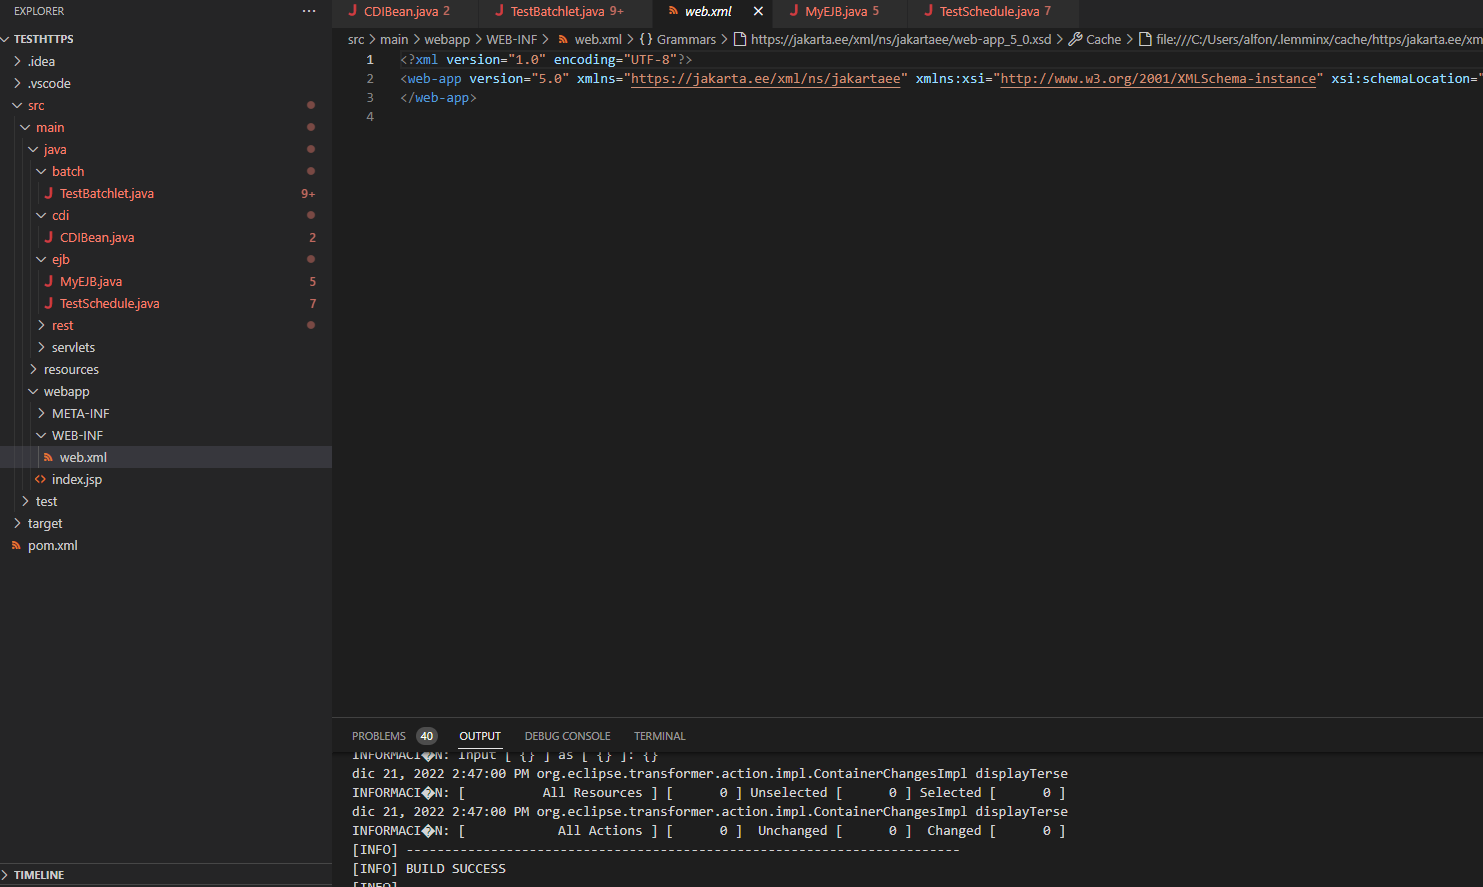 EXPLORER ···
TESTHTTPS
.idea
.vscode
src
main
java
batch
TestBatchlet.java 9+
cdi
CDIBean.java 2
ejb
MyEJB.java 5
TestSchedule.java 7
rest
servlets
resources
webapp
META-INF
WEB-INF
web.xml
index.jsp
test
target
pom.xml
TIMELINE
CDIBean.java 2
TestBatchlet.java 9+
web.xml
MyEJB.java 5
TestSchedule.java 7
src > main > webapp > WEB-INF > web.xml > {} Grammars > https://jakarta.ee/xml/ns/jakartaee/web-app_5_0.xsd > Cache > file:///C:/Users/alfon/.lemminx/cache/https/jakarta.ee/xm
1 <?xml version="1.0" encoding="UTF-8"?>
2 <web-app version="5.0" xmlns="https://jakarta.ee/xml/ns/jakartaee" xmlns:xsi="http://www.w3.org/2001/XMLSchema-instance" xsi:schemaLocation="
3 </web-app>
4
PROBLEMS 40 OUTPUT DEBUG CONSOLE TERMINAL
INFORMACI�N: Input [ {} ] as [ {} ]: {}
dic 21, 2022 2:47:00 PM org.eclipse.transformer.action.impl.ContainerChangesImpl displayTerse
INFORMACI�N: [ All Resources ] [ 0 ] Unselected [ 0 ] Selected [ 0 ]
dic 21, 2022 2:47:00 PM org.eclipse.transformer.action.impl.ContainerChangesImpl displayTerse
INFORMACI�N: [ All Actions ] [ 0 ] Unchanged [ 0 ] Changed [ 0 ]
[INFO] ------------------------------------------------------------------------
[INFO] BUILD SUCCESS
[INFO]